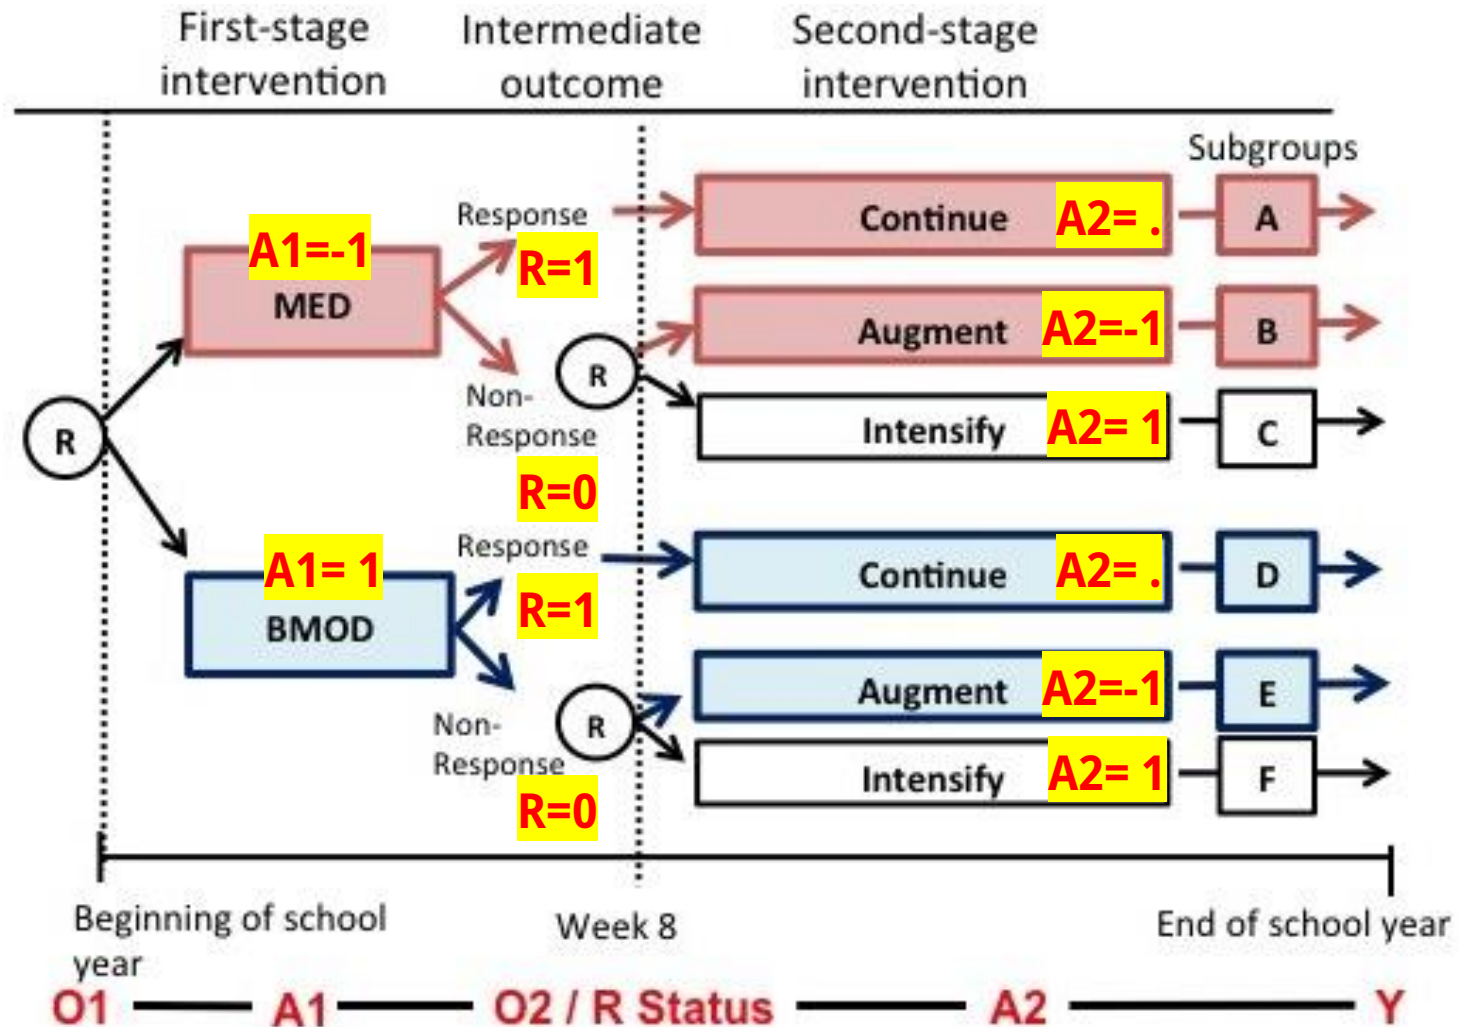 First-stage
intervention
Intermediate
outcome
Second-stage
intervention
Subgroups
A1=-1
MED
Response
R=1
Non-
Response
R=0
R
R
Continue A2= .
A
Augment A2=-1
B
Intensify A2= 1
C
A1= 1
BMOD
Response
R=1
Non-
Response
R=0
R
Continue A2= .
D
Augment A2=-1
E
Intensify A2= 1
F
Beginning of school
year
Week 8
End of school year
O1 A1 O2 / R Status A2 Y